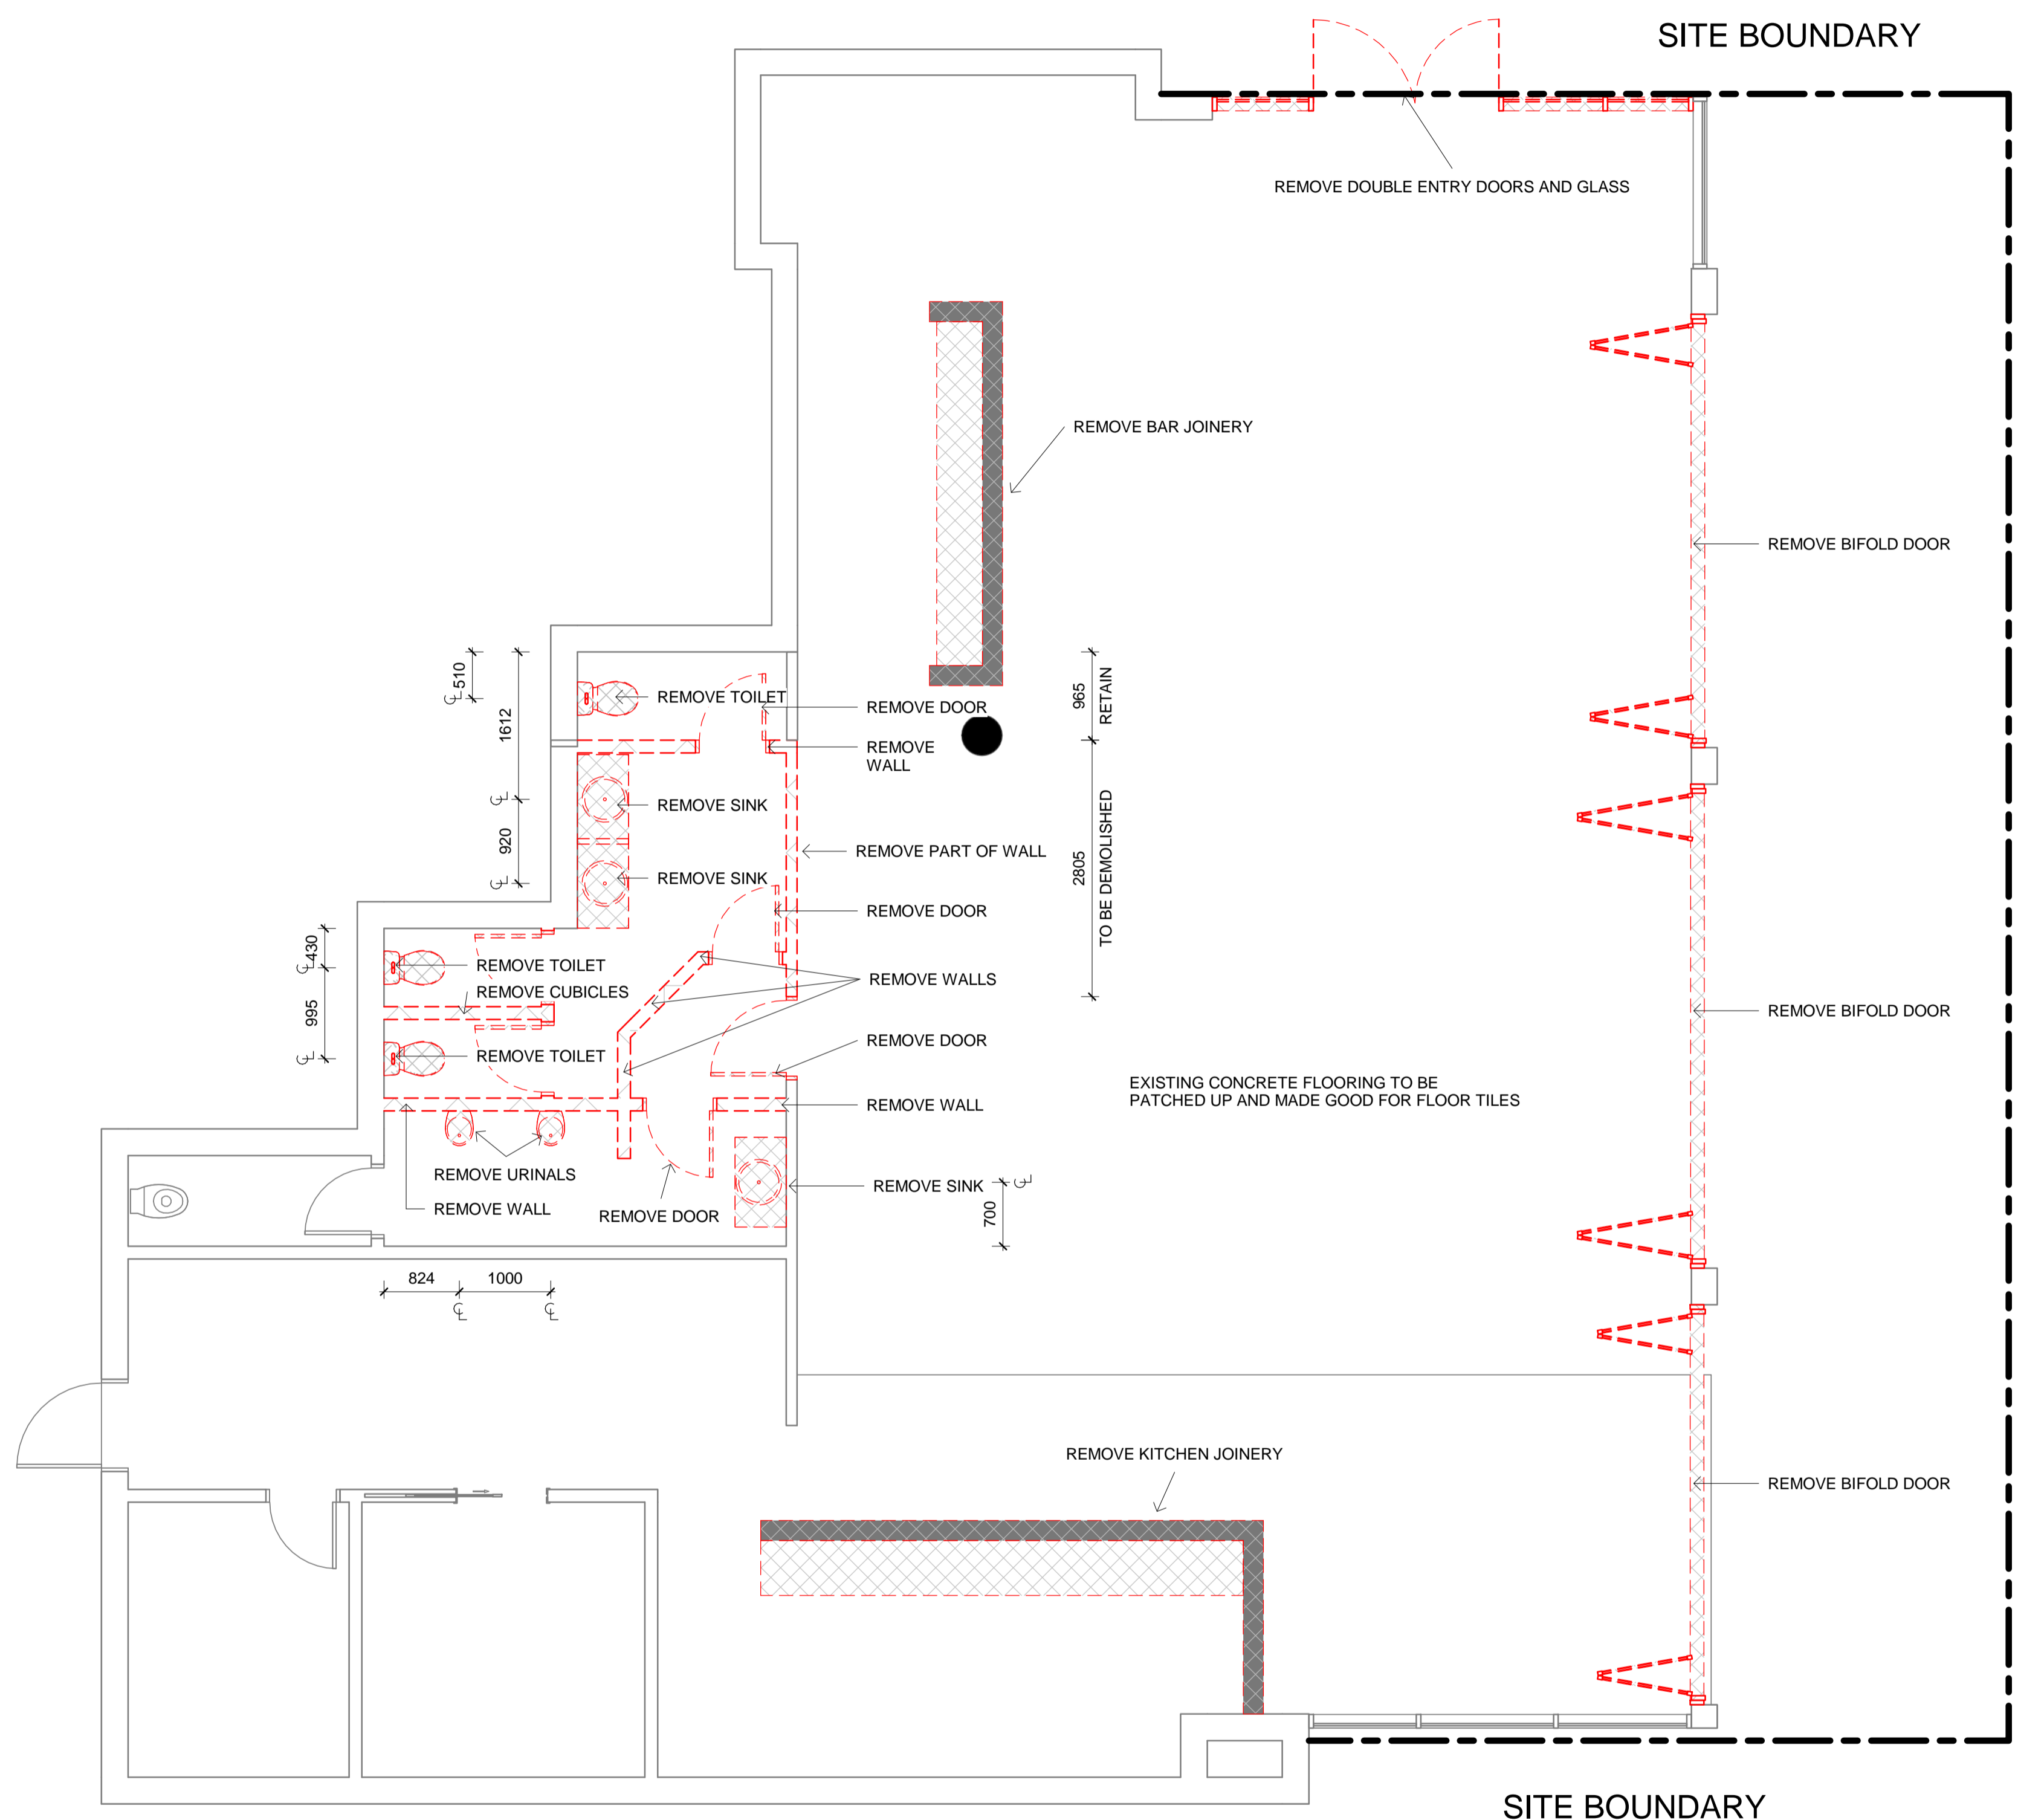 SITE BOUNDARY
REMOVE DOUBLE ENTRY DOORS AND GLASS
REMOVE BAR JOINERY
REMOVE BIFOLD DOOR
510
1612
920
REMOVE TOILET
REMOVE DOOR
REMOVE
WALL
965
RETAIN
REMOVE SINK
REMOVE PART OF WALL
2805
TO BE DEMOLISHED
REMOVE SINK
REMOVE DOOR
430
995
REMOVE TOILET
REMOVE CUBICLES
REMOVE WALLS
REMOVE BIFOLD DOOR
REMOVE TOILET
REMOVE DOOR
EXISTING CONCRETE FLOORING TO BE
PATCHED UP AND MADE GOOD FOR FLOOR TILES
REMOVE WALL
REMOVE URINALS
REMOVE SINK
REMOVE WALL
REMOVE DOOR
700
824
1000
REMOVE KITCHEN JOINERY
REMOVE BIFOLD DOOR
SITE BOUNDARY